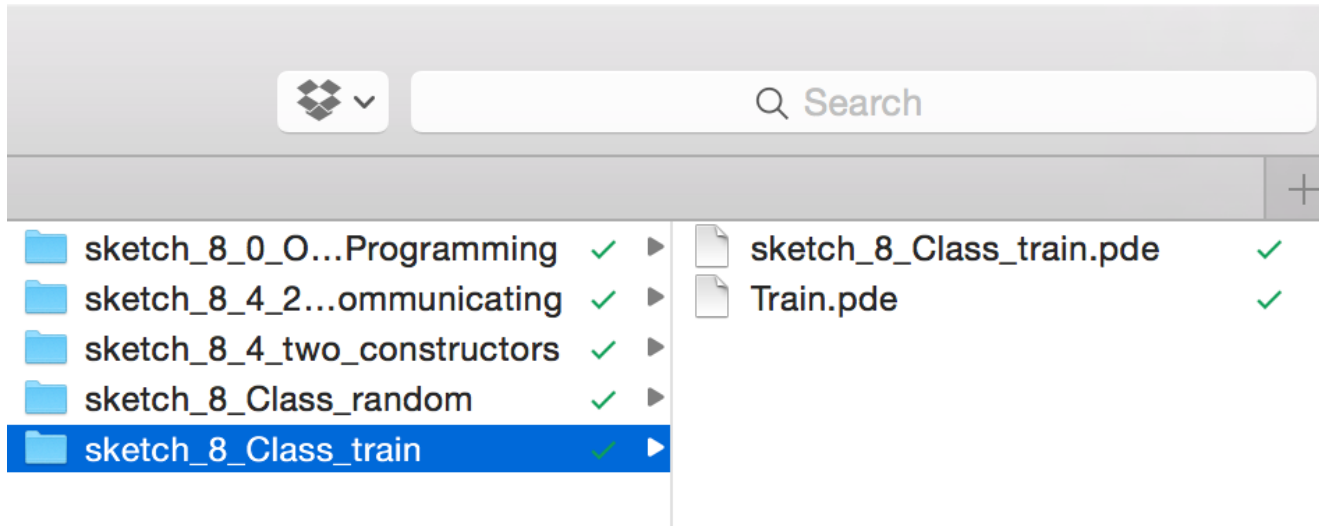 Search
sketch_8_0_O...Programming
sketch_8_4_2...ommunicating
sketch_8_4_two_constructors
sketch_8_Class_random
sketch_8_Class_train
sketch_8_Class_train.pde
Train.pde